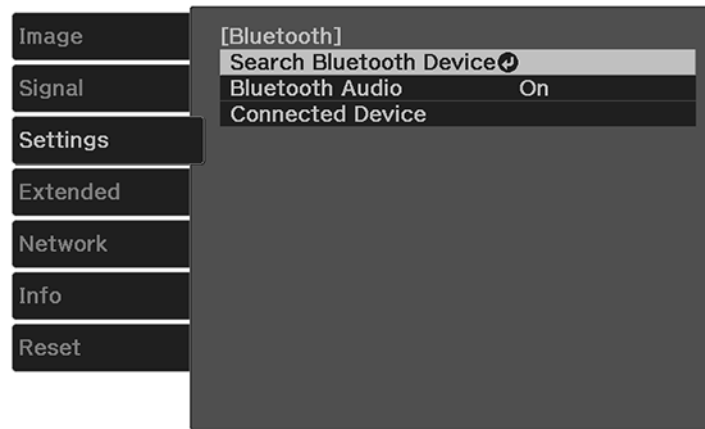 Image
Signal
Settings
Extended
Network
Info
Reset
[Bluetooth]
Search Bluetooth Device
Bluetooth Audio On
Connected Device